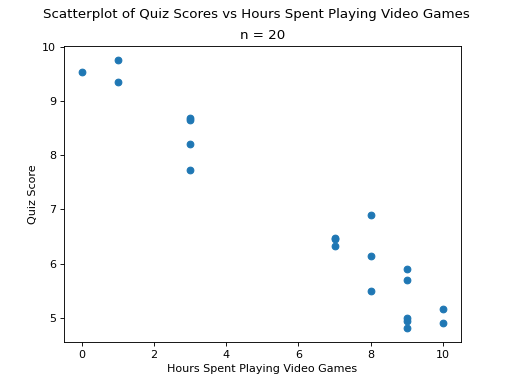 Scatterplot of Quiz Scores vs Hours Spent Playing Video Games
n = 20
10
9
8
7
6
5
Quiz Score
0 2 4 6 8 10
Hours Spent Playing Video Games